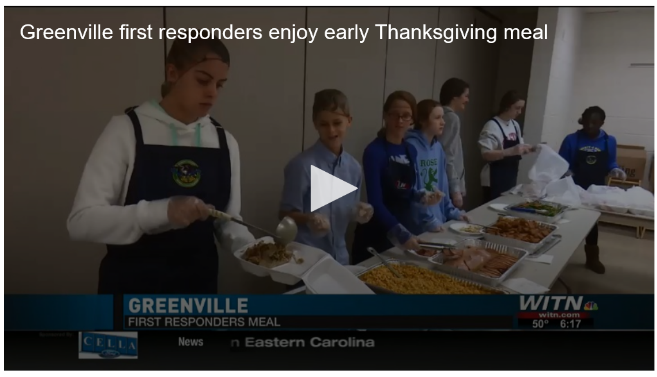 Greenville first responders enjoy early Thanksgiving meal
GREENVILLE
FIRST RESPONDERS MEAL
WITN
witn.com
50° 6:17
CELLA
Ford
News
n Eastern Carolina